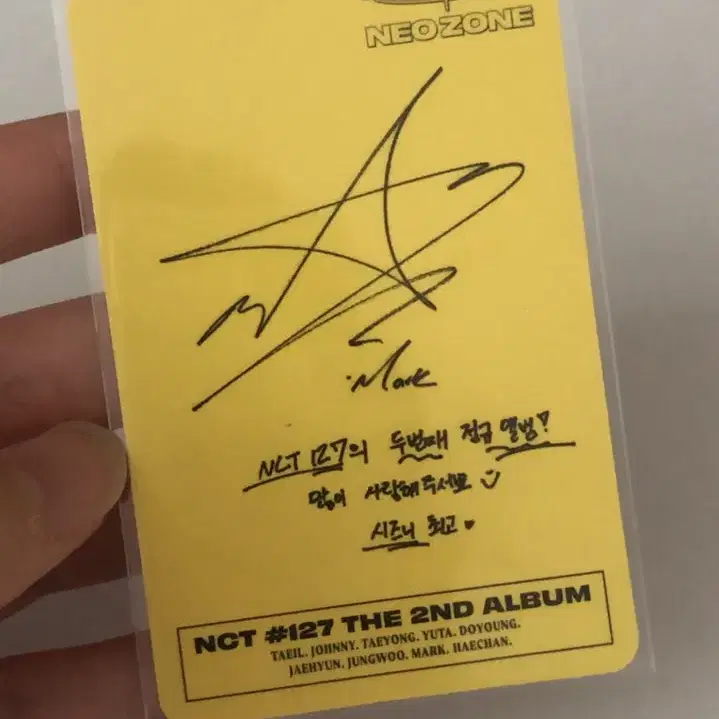 NEO ZONE
Mark
NCT 127의 두번째 정규 앨범?
많이 사랑해주세요
시즈니 최고 ♥
NCT #127 THE 2ND ALBUM
TAEIL. JOHNNY. TAEYONG. YUTA. DOYOUNG.
JAEHYUN. JUNGWOO. MARK. HAECHAN.